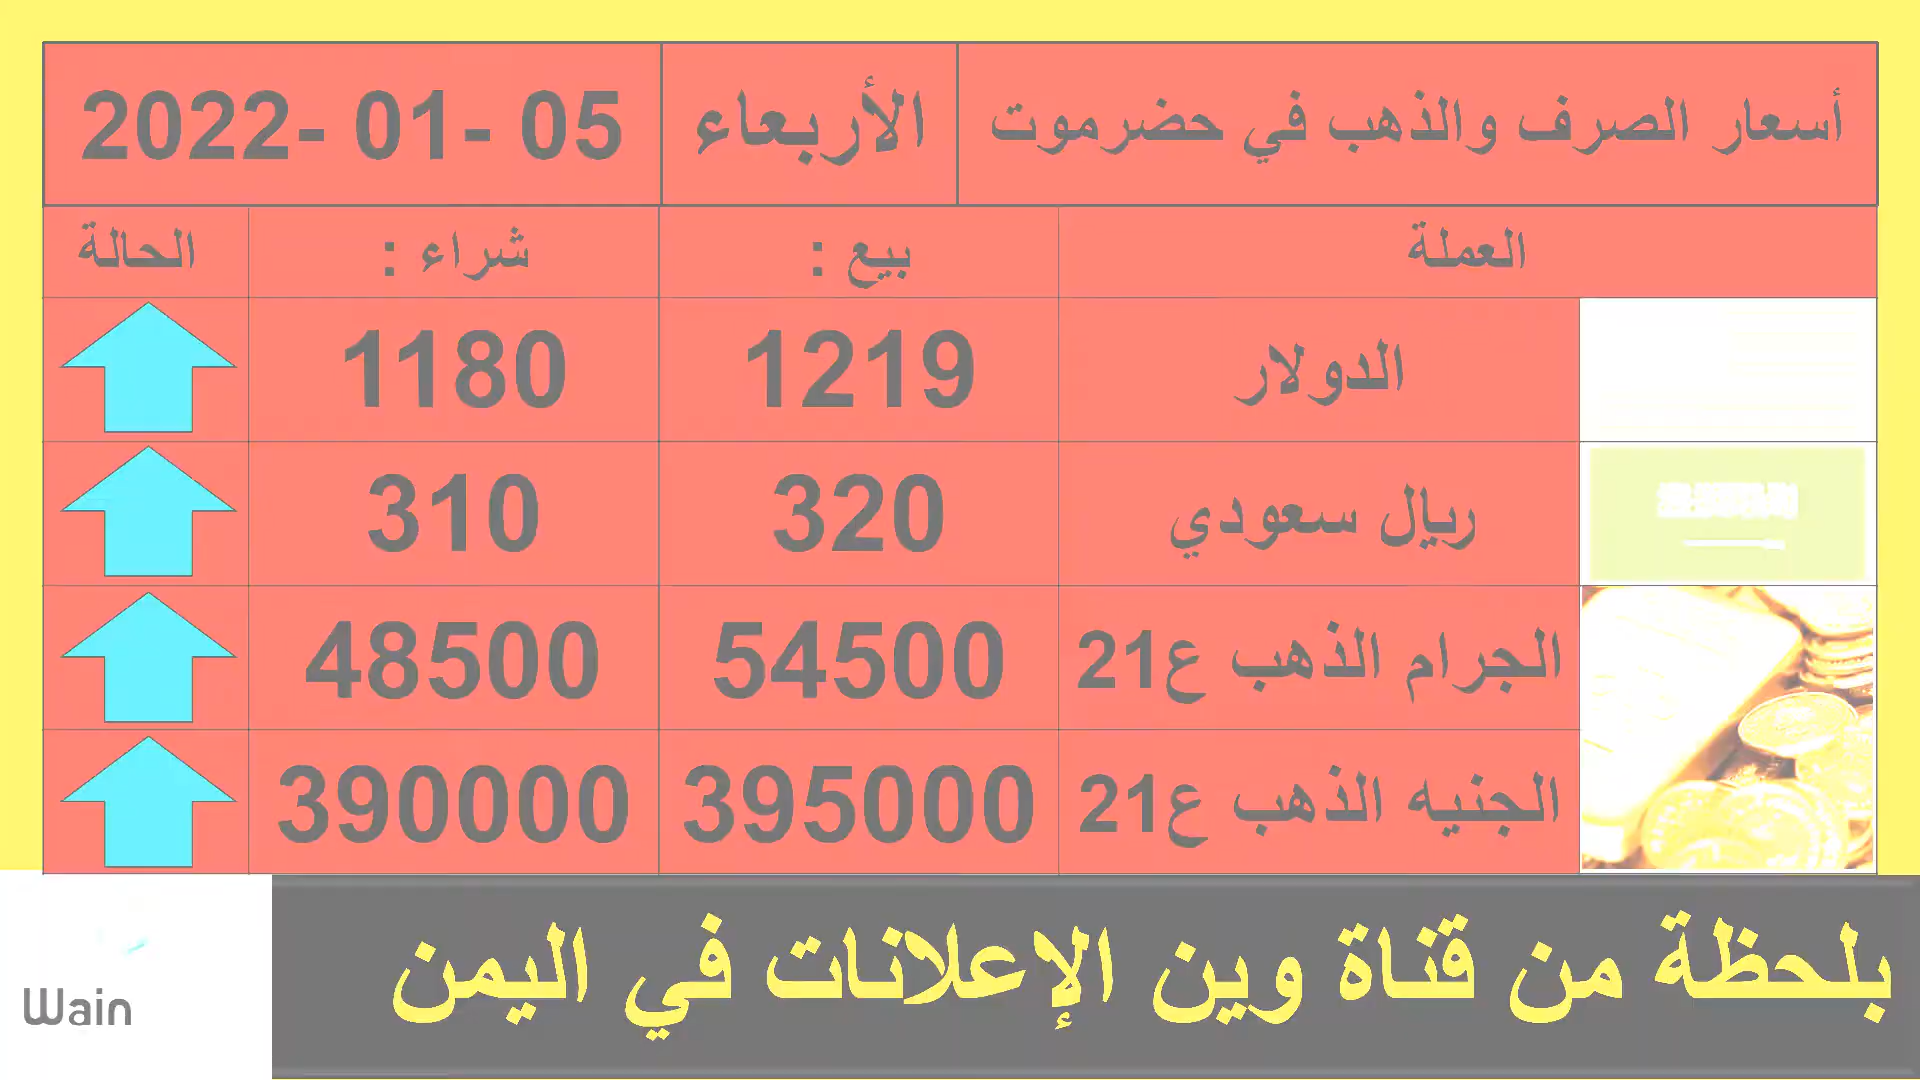 أسعار الصرف والذهب في حضرموت الأربعاء 05 -01 -2022
العملة بيع : شراء : الحالة
الدولار 1219 1180
ريال سعودي 320 310
الجرام الذهب ع21 54500 48500
الجنيه الذهب ع21 395000 390000
بلحظة من قناة وين الإعلانات في اليمن
Wain